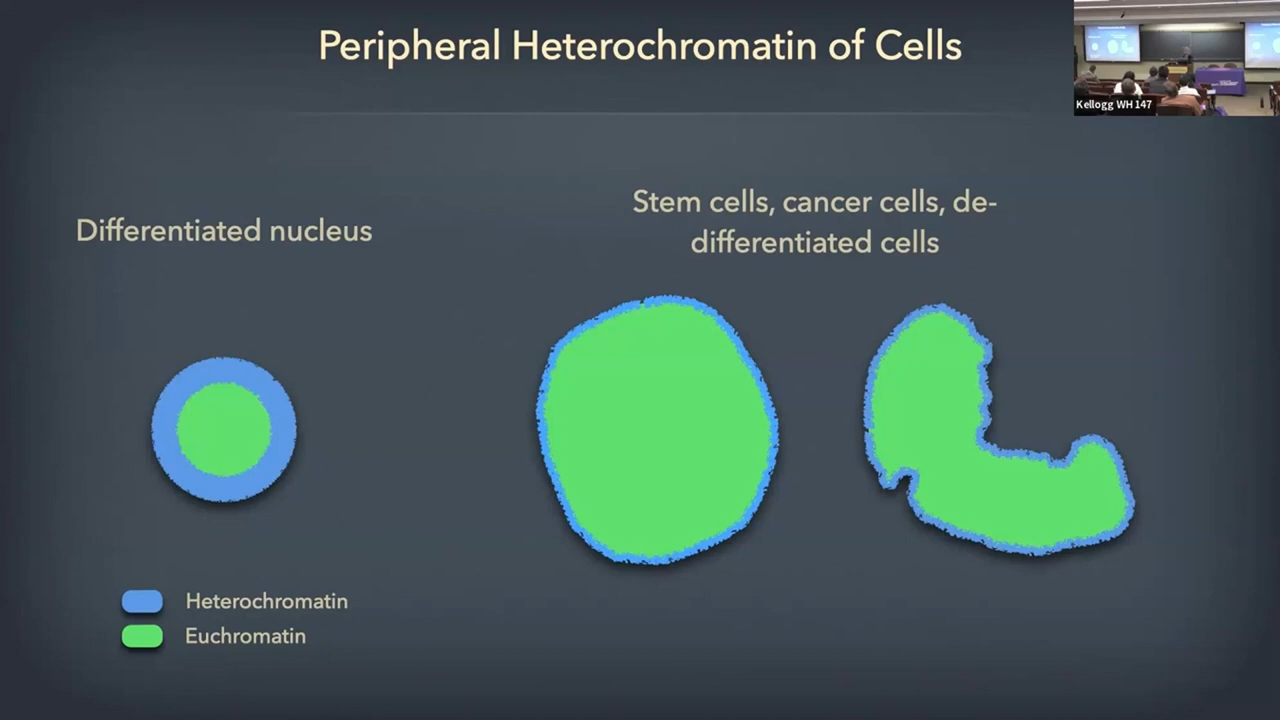 Peripheral Heterochromatin of Cells
Kellogg WH 147
Differentiated nucleus
Stem cells, cancer cells, de-
differentiated cells
Heterochromatin
Euchromatin